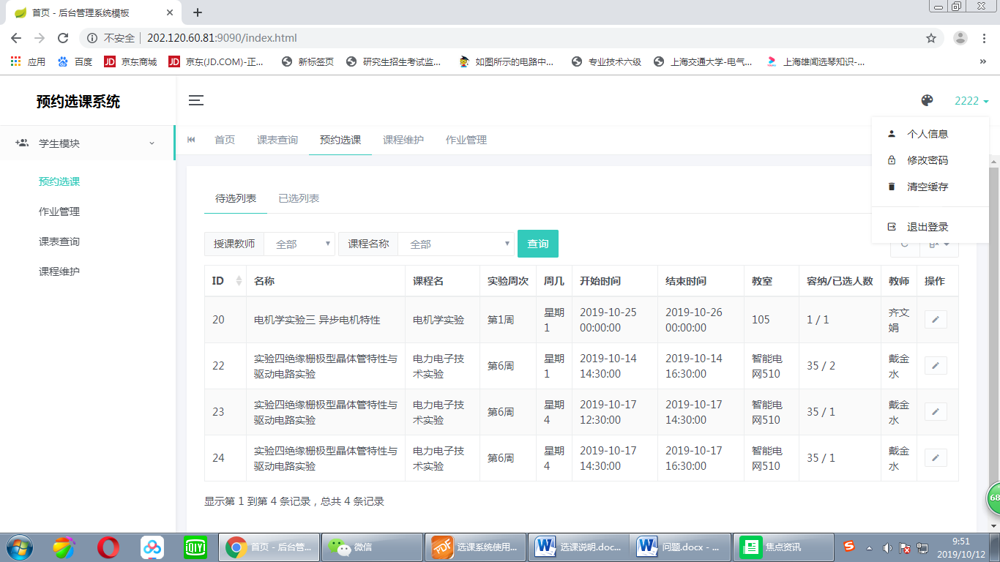 首页 - 后台管理系统模板
不安全
202.120.60.81:9090/index.html
应用
百度
JD 京东商城
JD 京东(JD.COM)-正...
新标签页
研究生招生考试监...
如图所示的电路中...
专业技术六级
上海交通大学-电气...
上海雄闻选琴知识-...
»
预约选课系统
2222
学生模块
首页 课表查询 预约选课 课程维护 作业管理
个人信息
修改密码
清空缓存
退出登录
预约选课
作业管理
课表查询
课程维护
待选列表 已选列表
授课教师 全部 课程名称 全部 查询
ID 名称 课程名 实验周次 周几 开始时间 结束时间 教室 容纳/已选人数 教师 操作
20 电机学实验三 异步电机特性 电机学实验 第1周 星期1 2019-10-25 00:00:00 2019-10-26 00:00:00 105 1 / 1 齐文娟
22 实验四绝缘栅极型晶体管特性与驱动电路实验 电力电子技术实验 第6周 星期1 2019-10-14 14:30:00 2019-10-14 16:30:00 智能电网510 35 / 2 戴金水
23 实验四绝缘栅极型晶体管特性与驱动电路实验 电力电子技术实验 第6周 星期4 2019-10-17 12:30:00 2019-10-17 14:30:00 智能电网510 35 / 1 戴金水
24 实验四绝缘栅极型晶体管特性与驱动电路实验 电力电子技术实验 第6周 星期4 2019-10-17 14:30:00 2019-10-17 16:30:00 智能电网510 35 / 1 戴金水
显示第 1 到第 4 条记录，总共 4 条记录
68
iQIYI
首页 - 后台管...
微信
PDF 选课系统使用...
选课说明.doc...
问题.docx - ...
焦点资讯
9:51
2019/10/12